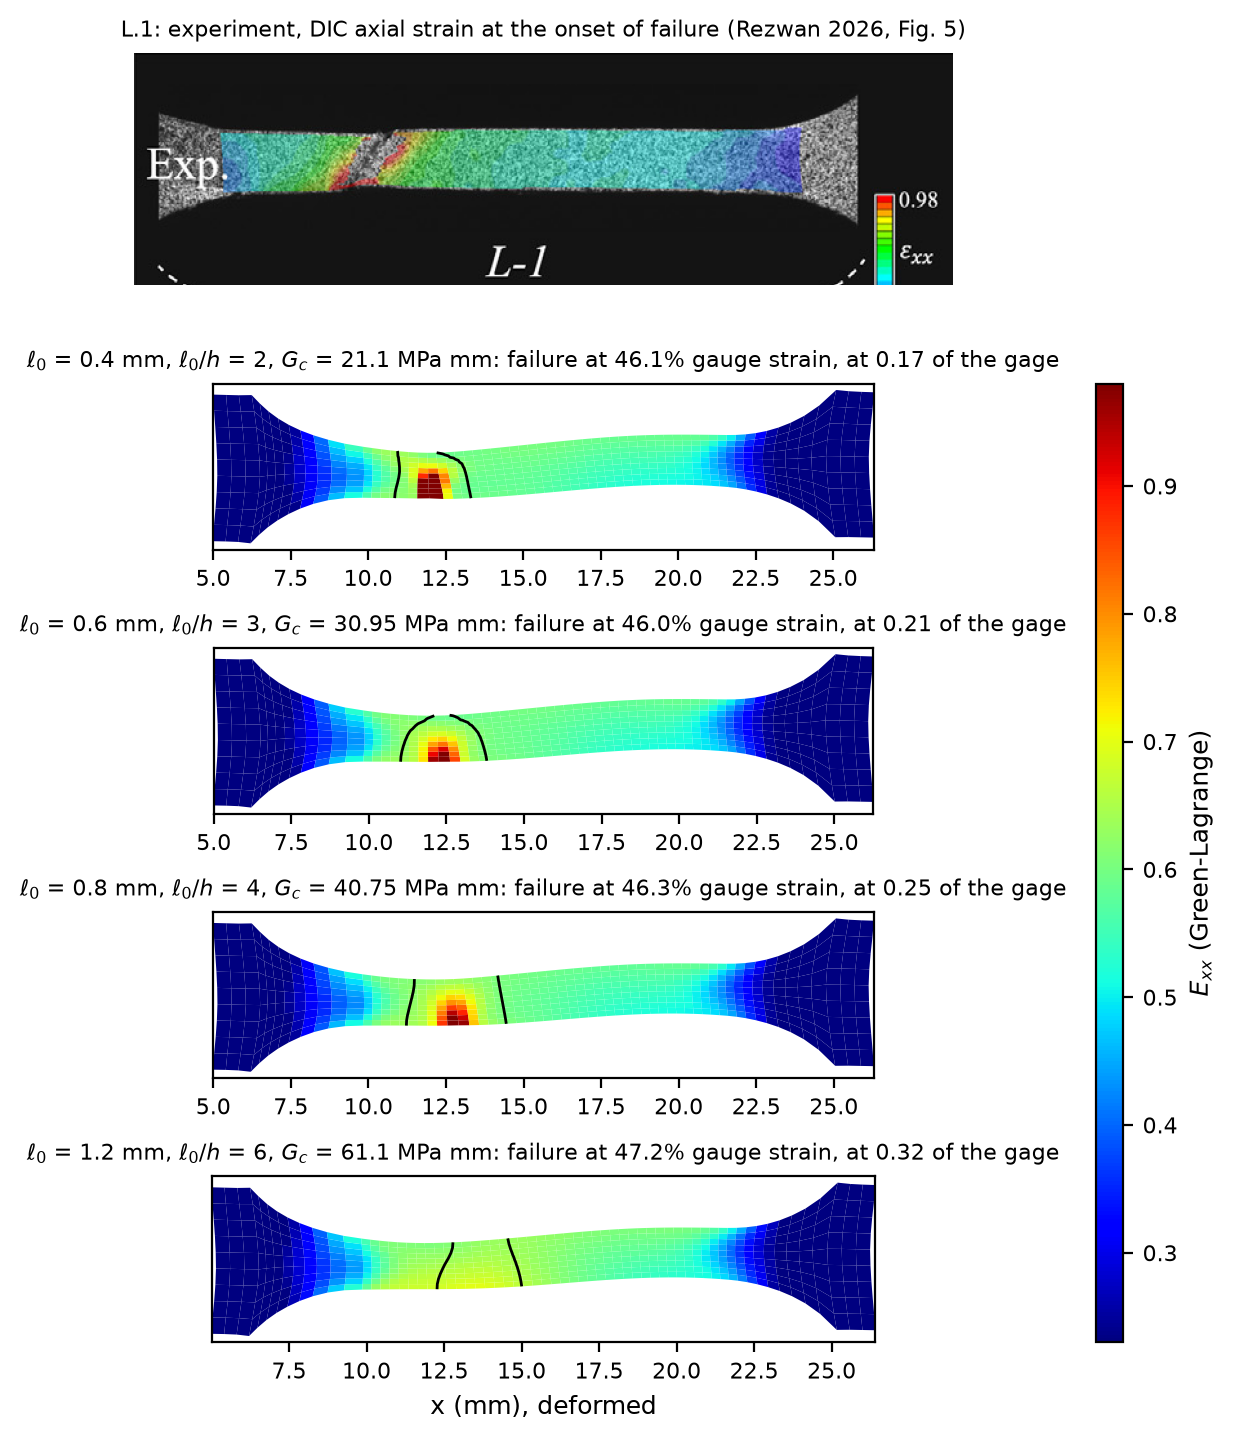 L.1: experiment, DIC axial strain at the onset of failure (Rezwan 2026, Fig. 5)
Exp.
0.98
εxx
L-1
ℓ0 = 0.4 mm, ℓ0/h = 2, Gc = 21.1 MPa mm: failure at 46.1% gauge strain, at 0.17 of the gage
5.0 7.5 10.0 12.5 15.0 17.5 20.0 22.5 25.0
ℓ0 = 0.6 mm, ℓ0/h = 3, Gc = 30.95 MPa mm: failure at 46.0% gauge strain, at 0.21 of the gage
5.0 7.5 10.0 12.5 15.0 17.5 20.0 22.5 25.0
ℓ0 = 0.8 mm, ℓ0/h = 4, Gc = 40.75 MPa mm: failure at 46.3% gauge strain, at 0.25 of the gage
5.0 7.5 10.0 12.5 15.0 17.5 20.0 22.5 25.0
ℓ0 = 1.2 mm, ℓ0/h = 6, Gc = 61.1 MPa mm: failure at 47.2% gauge strain, at 0.32 of the gage
7.5 10.0 12.5 15.0 17.5 20.0 22.5 25.0
x (mm), deformed
0.9
0.8
0.7
0.6
0.5
0.4
0.3
Exx (Green-Lagrange)